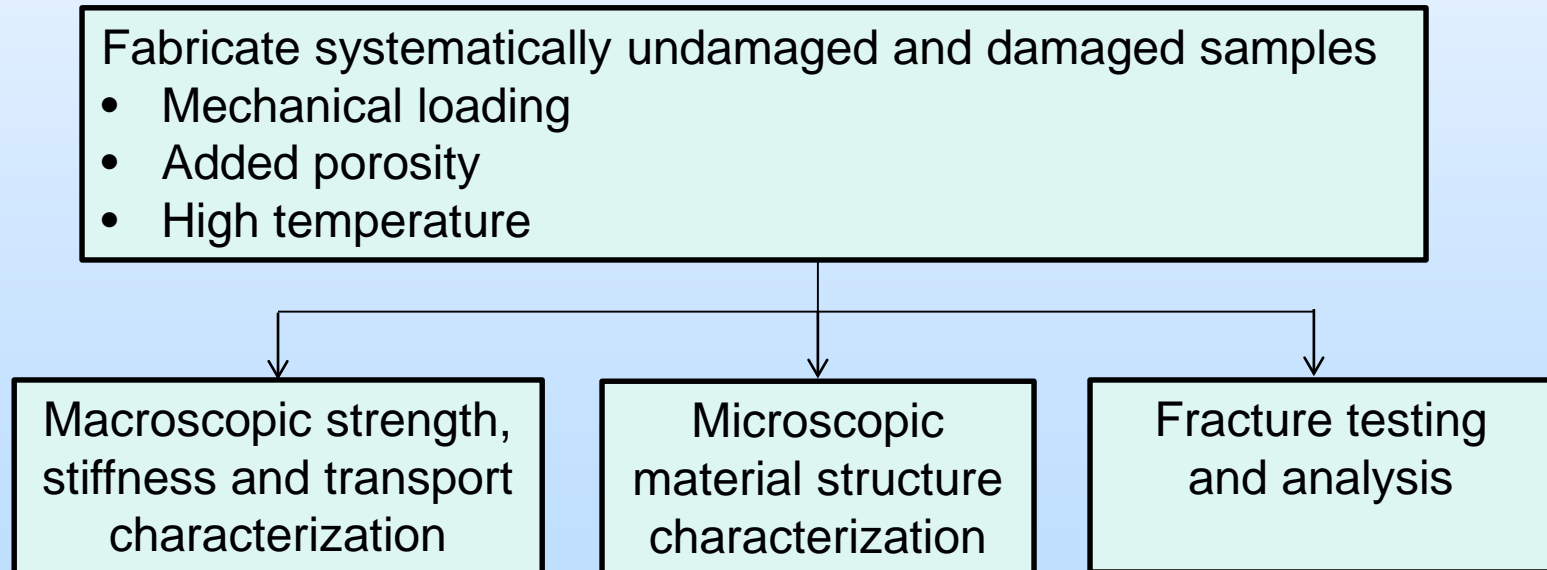 Fabricate systematically undamaged and damaged samples
• Mechanical loading
• Added porosity
• High temperature
Macroscopic strength,
stiffness and transport
characterization
Microscopic
material structure
characterization
Fracture testing
and analysis